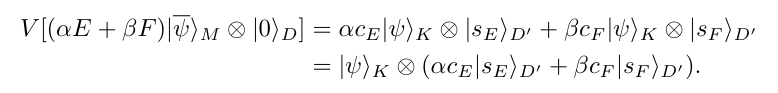 V[(αE + βF)|ψ̅⟩_M ⊗ |0⟩_D] = αc_E|ψ⟩_K ⊗ |s_E⟩_{D′} + βc_F|ψ⟩_K ⊗ |s_F⟩_{D′}
= |ψ⟩_K ⊗ (αc_E|s_E⟩_{D′} + βc_F|s_F⟩_{D′}).